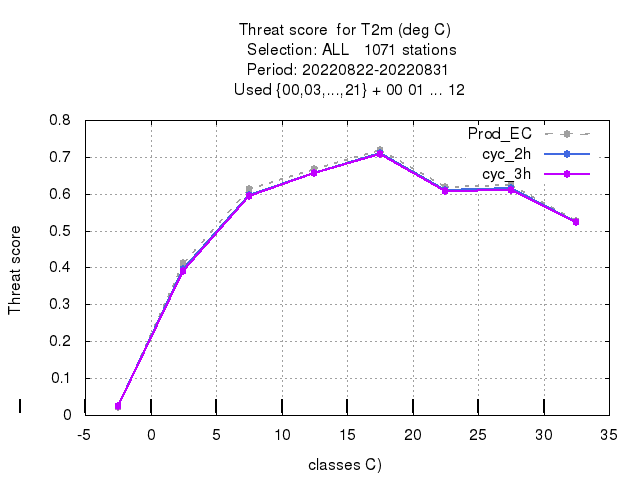 Threat score  for T2m (deg C)
Selection: ALL   1071 stations
Period: 20220822-20220831
Used {00,03,...,21} + 00 01 ... 12
Prod_EC
cyc_2h
cyc_3h
Threat score
0.8
0.7
0.6
0.5
0.4
0.3
0.2
0.1
0
-5 0 5 10 15 20 25 30 35
classes C)